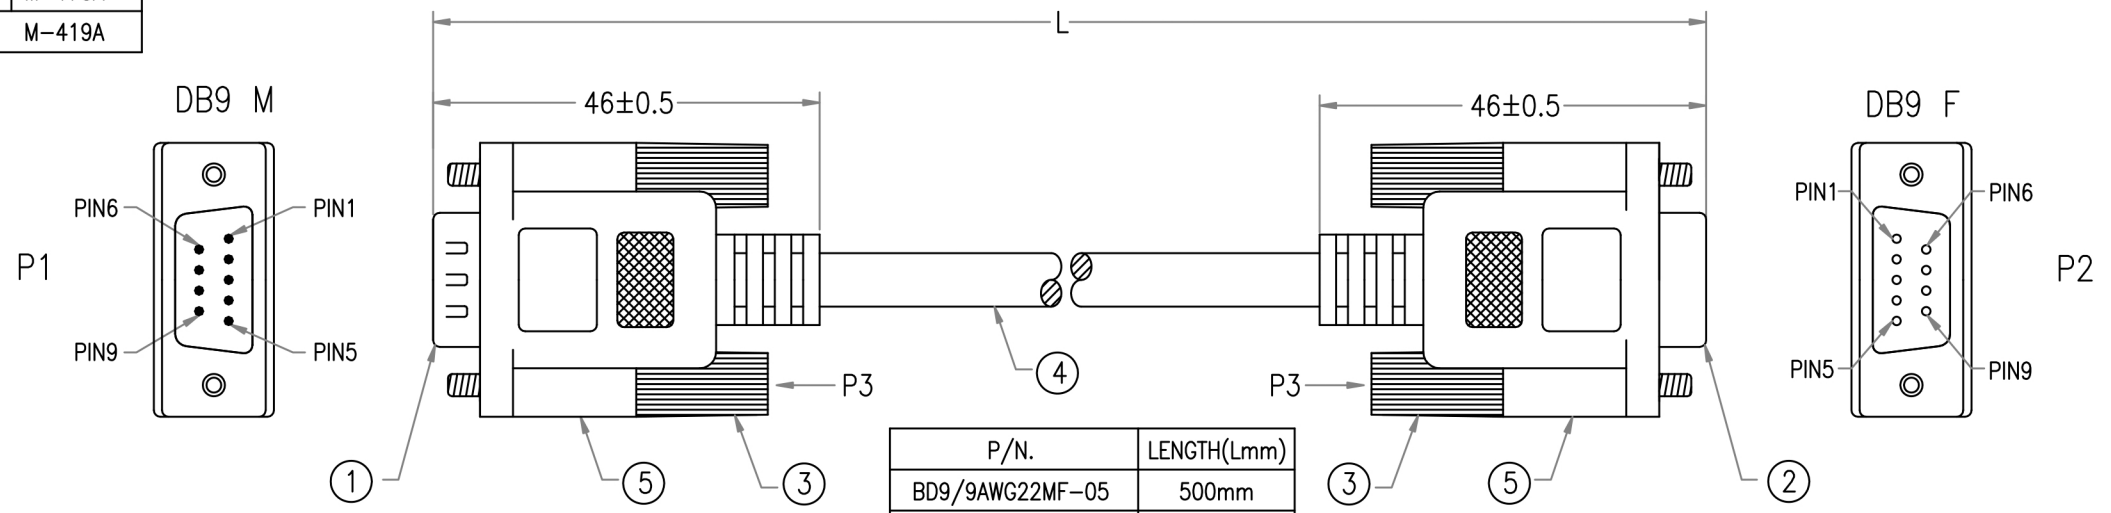 M-419A
L
46±0.5
46±0.5
DB9 M
DB9 F
PIN6
PIN1
PIN1
PIN6
P1
P2
PIN9
PIN5
PIN5
PIN9
4
P3
P3
P/N.
LENGTH(Lmm)
1
5
3
BD9/9AWG22MF-05
500mm
3
5
2